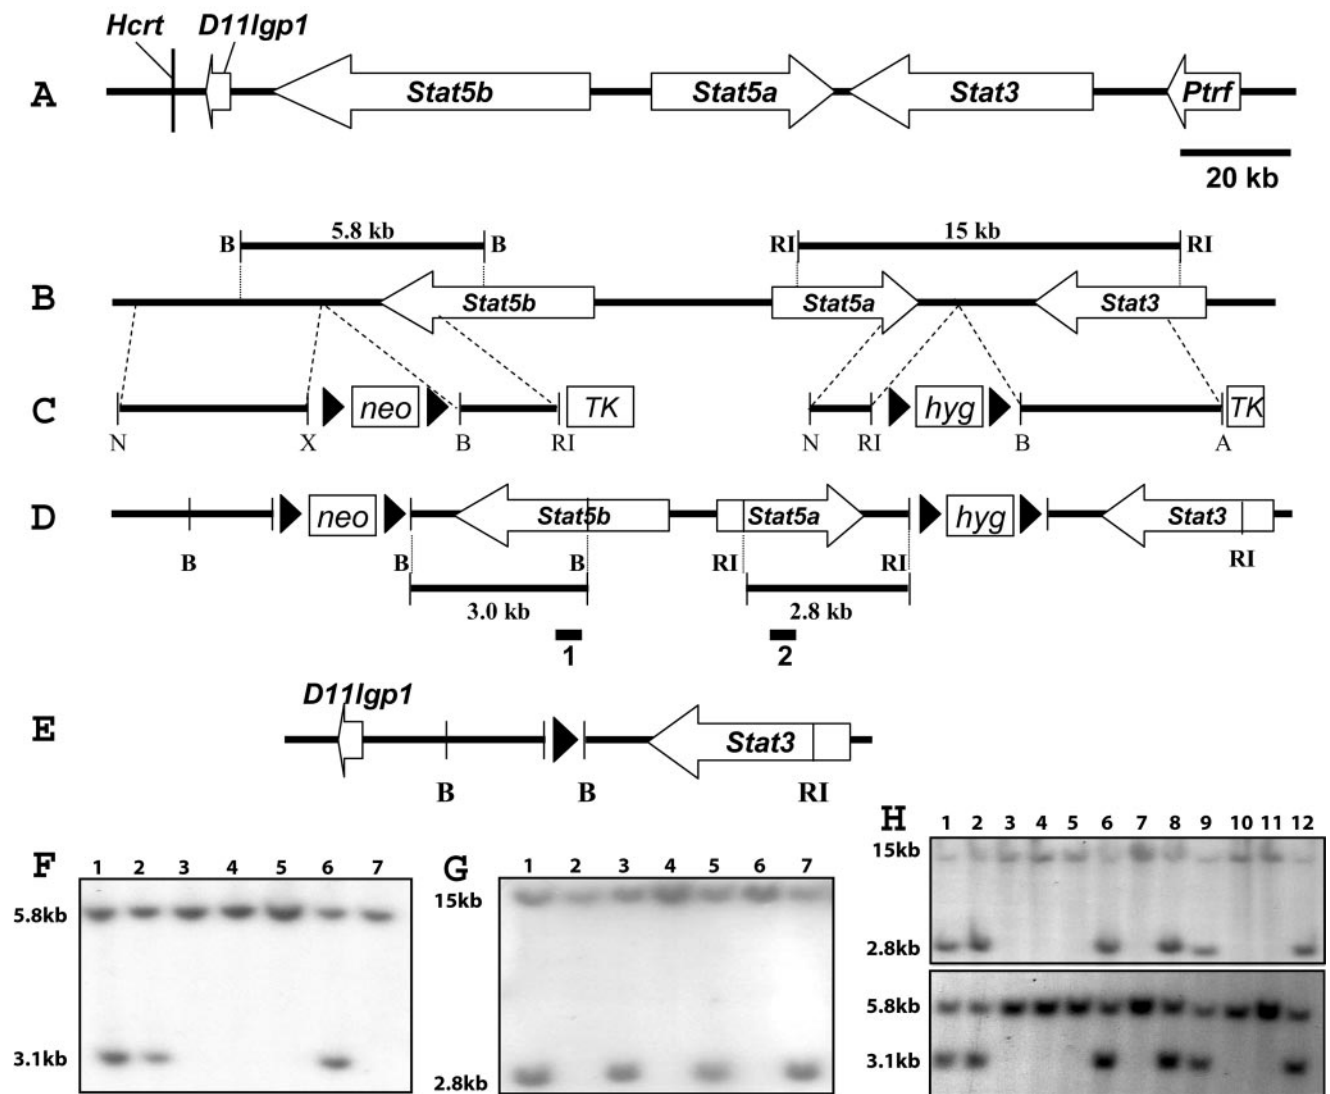 Hcrt D11lgp1
A Stat5b Stat5a Stat3 Ptrf
20 kb
B 5.8 kb B RI 15 kb RI
B Stat5b Stat5a Stat3
C neo TK hyg TK
N X B RI N RI B A
D neo Stat5b Stat5a hyg Stat3
B B B RI RI RI
3.0 kb 2.8 kb
1 2
D11lgp1
E Stat3
B B RI
F 1 2 3 4 5 6 7
5.8kb
3.1kb
G 1 2 3 4 5 6 7
15kb
2.8kb
H 1 2 3 4 5 6 7 8 9 10 11 12
15kb
2.8kb
5.8kb
3.1kb